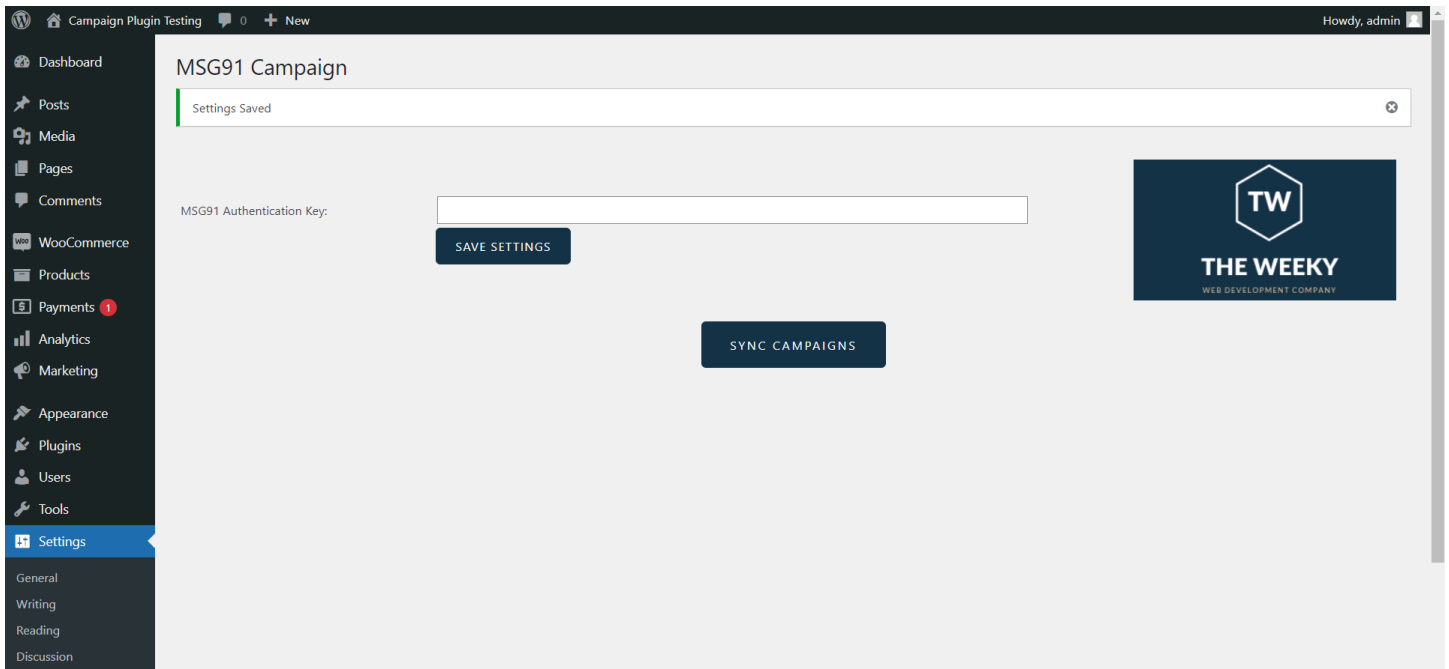 Campaign Plugin Testing 0 New Howdy, admin
Dashboard
Posts
Media
Pages
Comments
WooCommerce
Products
Payments 1
Analytics
Marketing
Appearance
Plugins
Users
Tools
Settings
General
Writing
Reading
Discussion
MSG91 Campaign
Settings Saved
MSG91 Authentication Key:
SAVE SETTINGS
TW
THE WEEKY
WEB DEVELOPMENT COMPANY
SYNC CAMPAIGNS